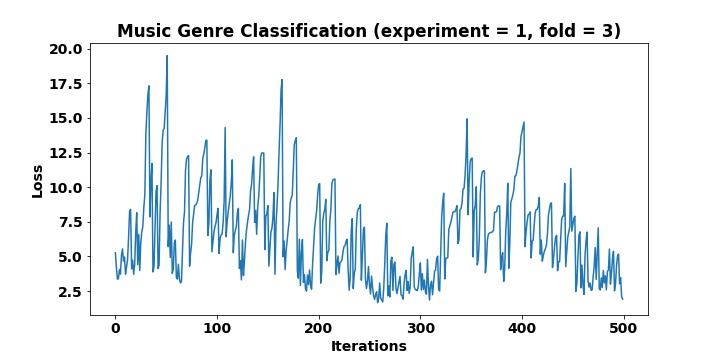 Music Genre Classification (experiment = 1, fold = 3)
20.0
17.5
15.0
12.5
10.0
7.5
5.0
2.5
Loss
0 100 200 300 400 500
Iterations